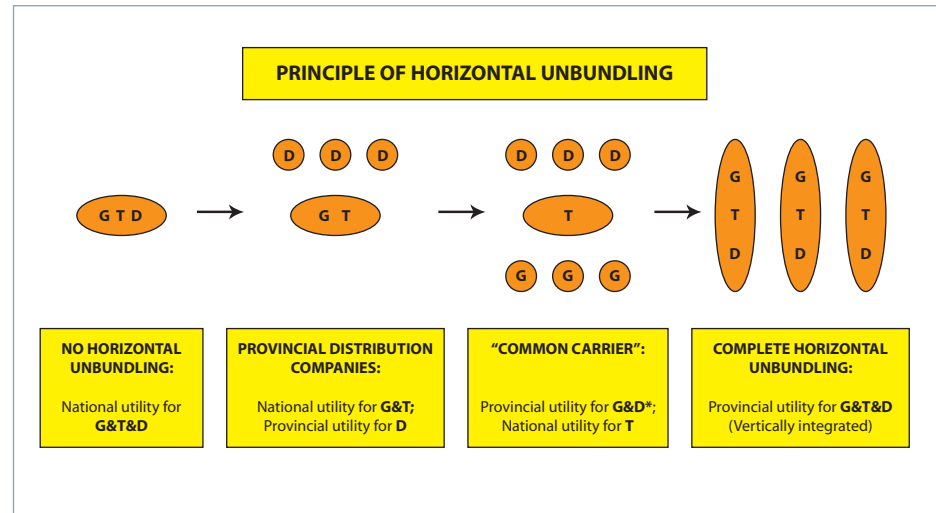 PRINCIPLE OF HORIZONTAL UNBUNDLING
D D D
D D D
G T D
G T
T
G
T
D
G
T
D
G
T
D
G G G
NO HORIZONTAL
UNBUNDLING:
National utility for
G&T&D
PROVINCIAL DISTRIBUTION
COMPANIES:
National utility for G&T;
Provincial utility for D
“COMMON CARRIER”:
Provincial utility for G&D*;
National utility for T
COMPLETE HORIZONTAL
UNBUNDLING:
Provincial utility for G&T&D
(Vertically integrated)